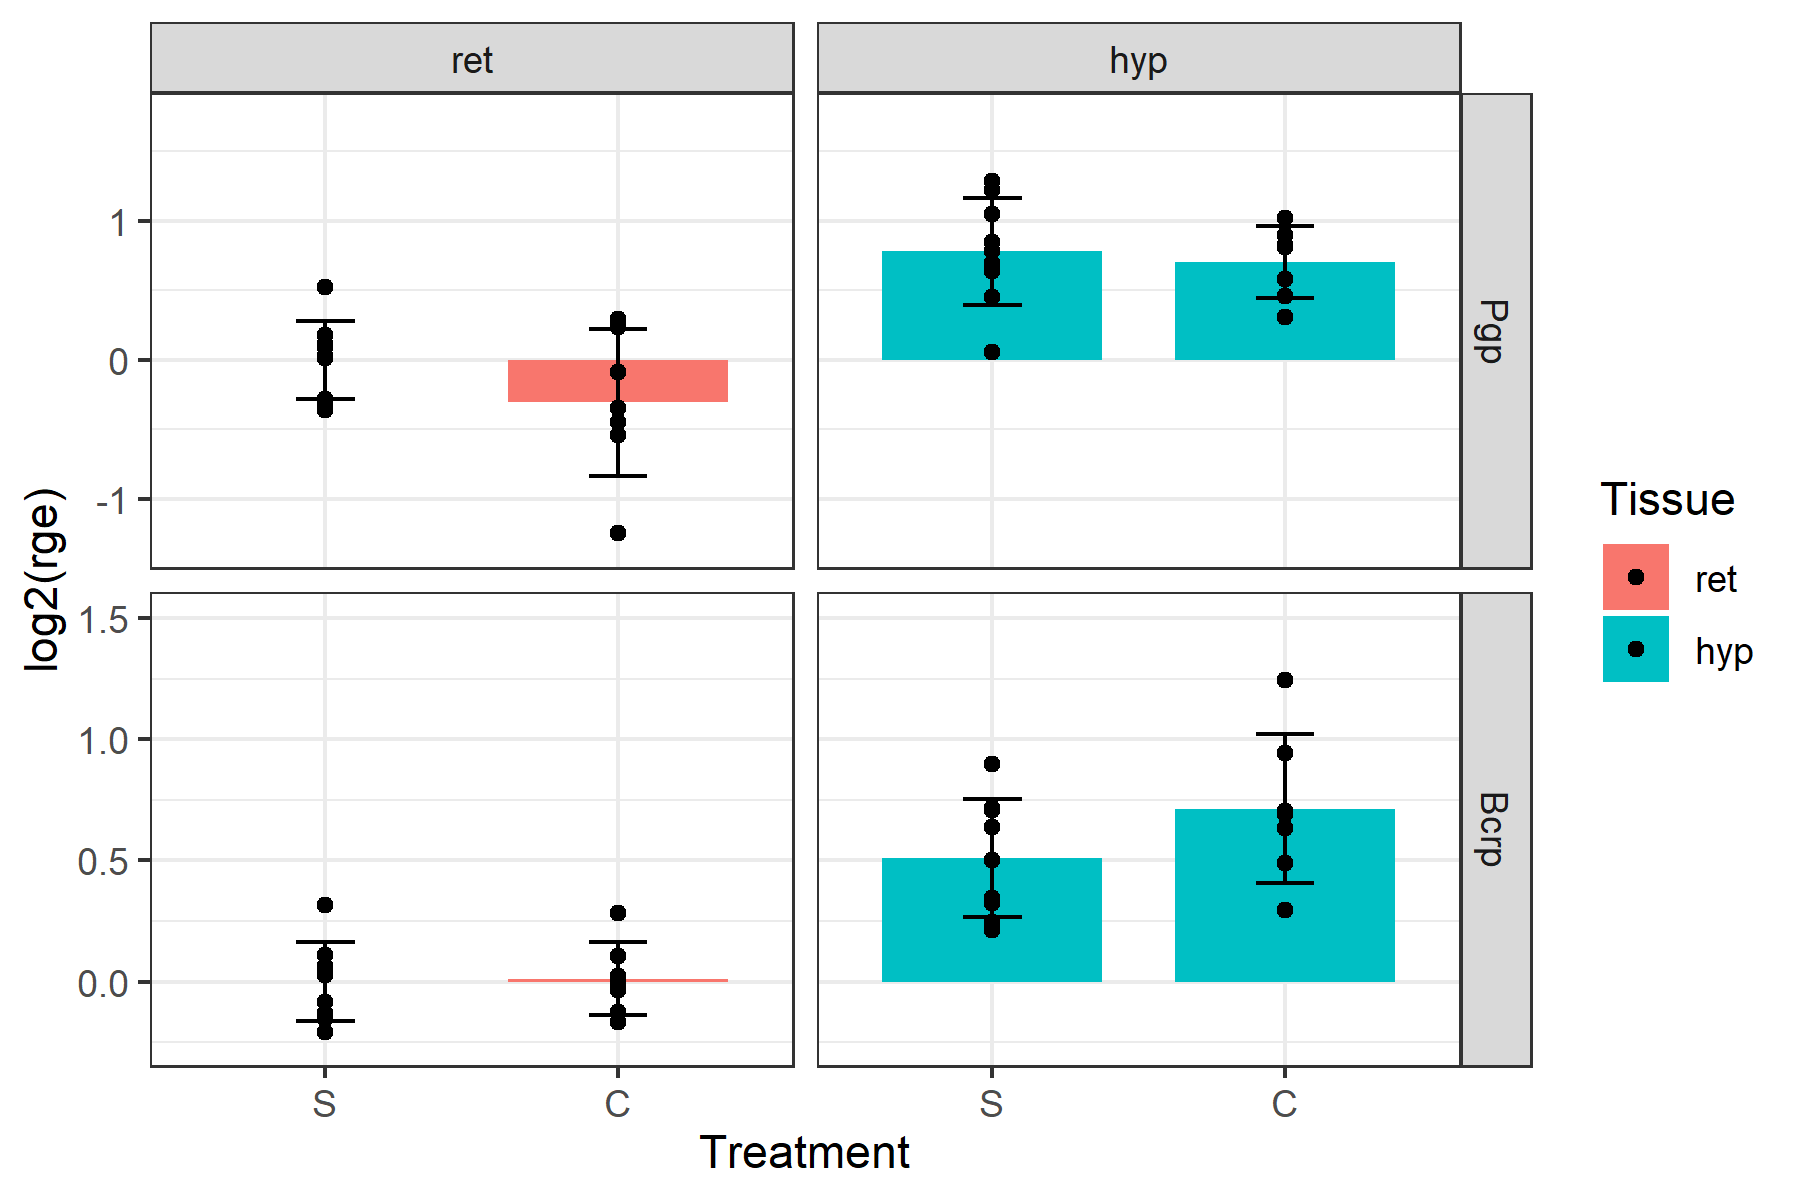 ret
hyp
Pgp
1
0
-1
log2(rge)
Bcrp
1.5
1.0
0.5
0.0
S
C
S
C
Treatment
Tissue
ret
hyp